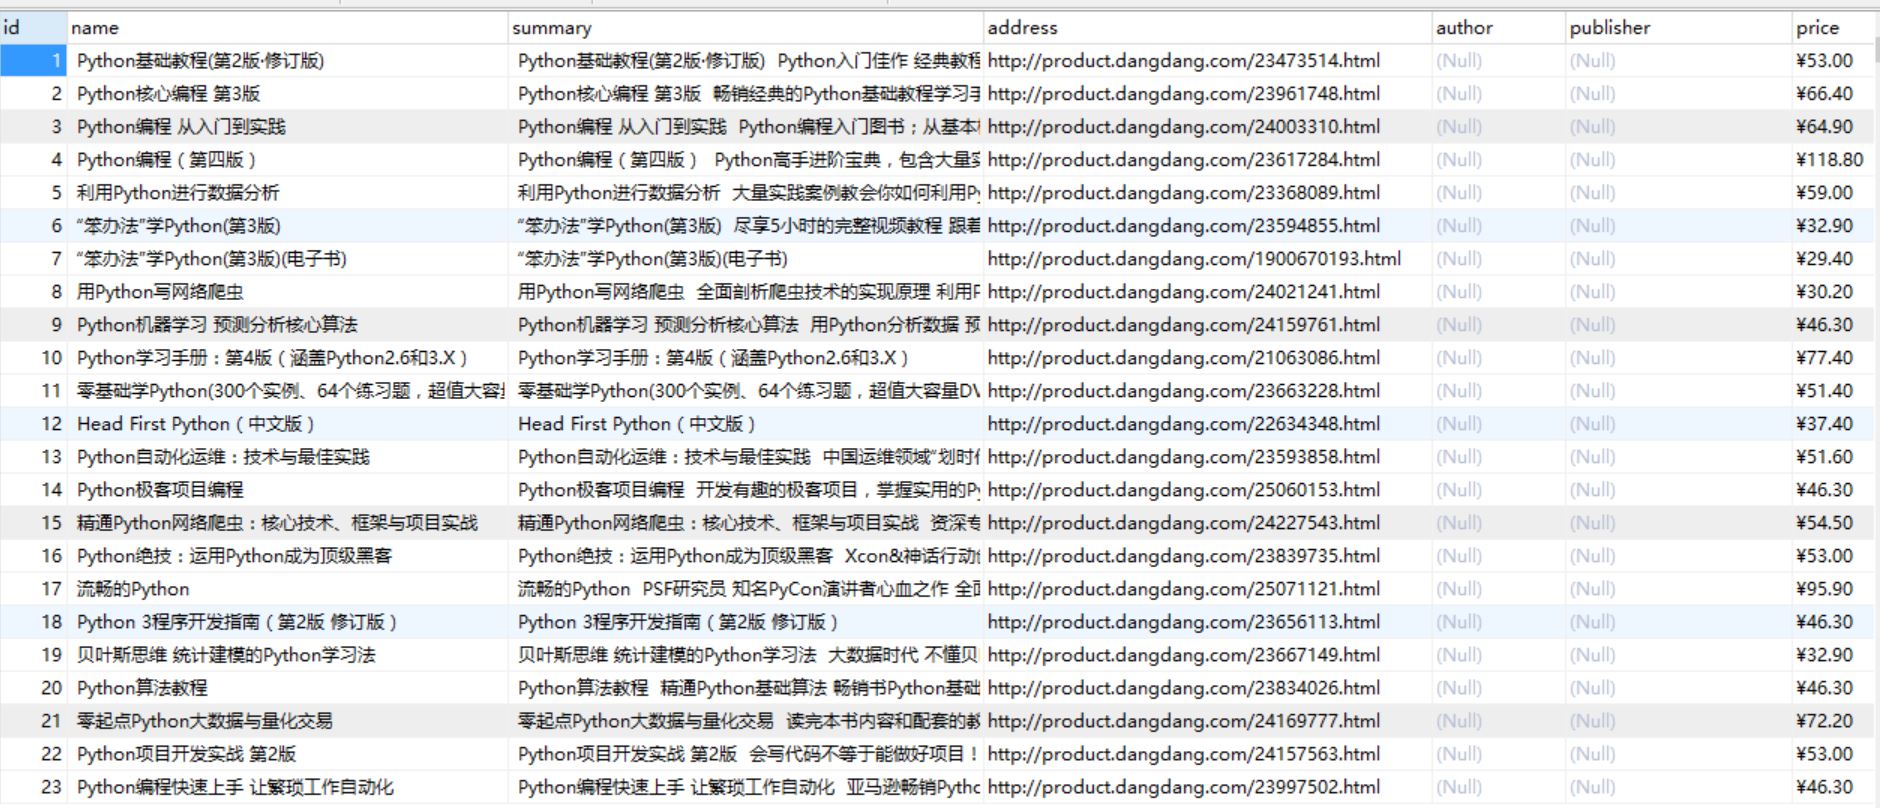 id name summary address author publisher price
1 Python基础教程(第2版·修订版) Python基础教程(第2版·修订版) Python入门佳作 经典教程 http://product.dangdang.com/23473514.html (Null) (Null) ¥53.00
2 Python核心编程 第3版 Python核心编程 第3版 畅销经典的Python基础教程学习手 http://product.dangdang.com/23961748.html (Null) (Null) ¥66.40
3 Python编程 从入门到实践 Python编程 从入门到实践 Python编程入门图书；从基本 http://product.dangdang.com/24003310.html (Null) (Null) ¥64.90
4 Python编程（第四版） Python编程（第四版） Python高手进阶宝典，包含大量实 http://product.dangdang.com/23617284.html (Null) (Null) ¥118.80
5 利用Python进行数据分析 利用Python进行数据分析 大量实践案例教会你如何利用Py http://product.dangdang.com/23368089.html (Null) (Null) ¥59.00
6 “笨办法”学Python(第3版) “笨办法”学Python(第3版) 尽享5小时的完整视频教程 跟着 http://product.dangdang.com/23594855.html (Null) (Null) ¥32.90
7 “笨办法”学Python(第3版)(电子书) “笨办法”学Python(第3版)(电子书) http://product.dangdang.com/1900670193.html (Null) (Null) ¥29.40
8 用Python写网络爬虫 用Python写网络爬虫 全面剖析爬虫技术的实现原理 利用P http://product.dangdang.com/24021241.html (Null) (Null) ¥30.20
9 Python机器学习 预测分析核心算法 Python机器学习 预测分析核心算法 用Python分析数据 预 http://product.dangdang.com/24159761.html (Null) (Null) ¥46.30
10 Python学习手册：第4版（涵盖Python2.6和3.X） Python学习手册：第4版（涵盖Python2.6和3.X） http://product.dangdang.com/21063086.html (Null) (Null) ¥77.40
11 零基础学Python(300个实例、64个练习题，超值大容量 零基础学Python(300个实例、64个练习题，超值大容量DV http://product.dangdang.com/23663228.html (Null) (Null) ¥51.40
12 Head First Python（中文版） Head First Python（中文版） http://product.dangdang.com/22634348.html (Null) (Null) ¥37.40
13 Python自动化运维：技术与最佳实践 Python自动化运维：技术与最佳实践 中国运维领域“划时代 http://product.dangdang.com/23593858.html (Null) (Null) ¥51.60
14 Python极客项目编程 Python极客项目编程 开发有趣的极客项目，掌握实用的Py http://product.dangdang.com/25060153.html (Null) (Null) ¥46.30
15 精通Python网络爬虫：核心技术、框架与项目实战 精通Python网络爬虫：核心技术、框架与项目实战 资深专 http://product.dangdang.com/24227543.html (Null) (Null) ¥54.50
16 Python绝技：运用Python成为顶级黑客 Python绝技：运用Python成为顶级黑客 Xcon&神话行动 http://product.dangdang.com/23839735.html (Null) (Null) ¥53.00
17 流畅的Python 流畅的Python PSF研究员 知名PyCon演讲者心血之作 全面 http://product.dangdang.com/25071121.html (Null) (Null) ¥95.90
18 Python 3程序开发指南（第2版 修订版） Python 3程序开发指南（第2版 修订版） http://product.dangdang.com/23656113.html (Null) (Null) ¥46.30
19 贝叶斯思维 统计建模的Python学习法 贝叶斯思维 统计建模的Python学习法 大数据时代 不懂贝 http://product.dangdang.com/23667149.html (Null) (Null) ¥32.90
20 Python算法教程 Python算法教程 精通Python基础算法 畅销书Python基础 http://product.dangdang.com/23834026.html (Null) (Null) ¥46.30
21 零起点Python大数据与量化交易 零起点Python大数据与量化交易 读完本书内容和配套的教 http://product.dangdang.com/24169777.html (Null) (Null) ¥72.20
22 Python项目开发实战 第2版 Python项目开发实战 第2版 会写代码不等于能做好项目！ http://product.dangdang.com/24157563.html (Null) (Null) ¥53.00
23 Python编程快速上手 让繁琐工作自动化 Python编程快速上手 让繁琐工作自动化 亚马逊畅销Pytho http://product.dangdang.com/23997502.html (Null) (Null) ¥46.30